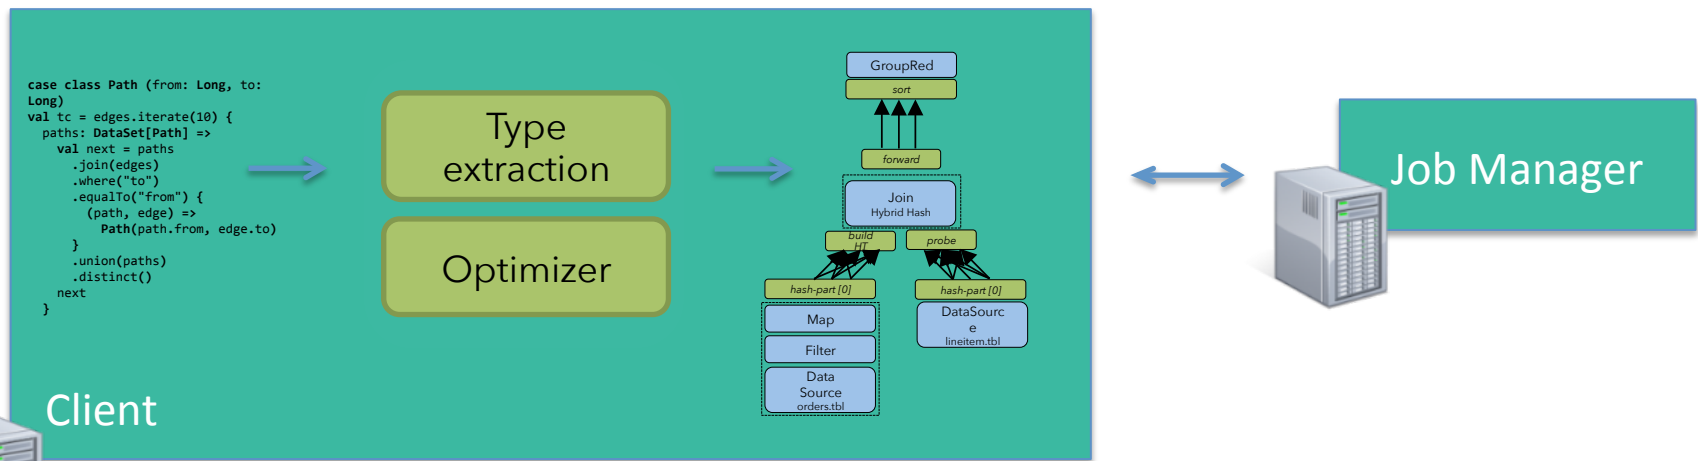 case class Path (from: Long, to:
Long)
val tc = edges.iterate(10) {
paths: DataSet[Path] =>
val next = paths
.join(edges)
.where("to")
.equalTo("from") {
(path, edge) =>
Path(path.from, edge.to)
}
.union(paths)
.distinct()
next
}
Client
Type
extraction
Optimizer
GroupRed
sort
forward
Join
Hybrid Hash
build
HT
probe
hash-part [0]
hash-part [0]
Map
Filter
Data
Source
orders.tbl
DataSourc
e
lineitem.tbl
Job Manager